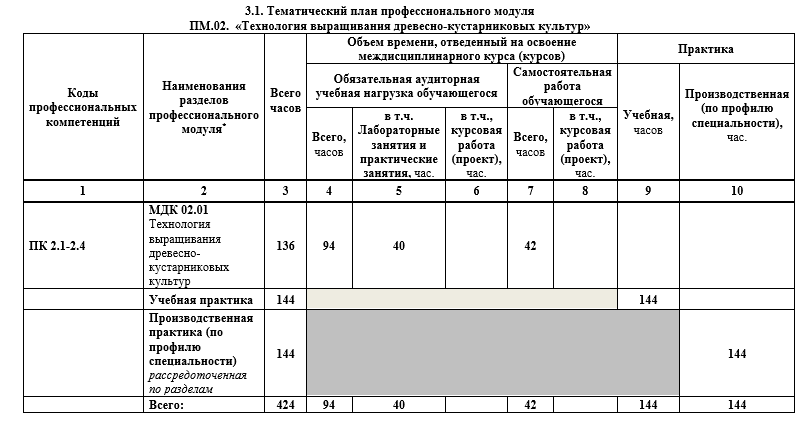 3.1. Тематический план профессионального модуля
ПМ.02. «Технология выращивания древесно-кустарниковых культур»
Коды
профессиональных
компетенций
Наименования
разделов
профессионального
модуля*
Всего
часов
Объем времени, отведенный на освоение
междисциплинарного курса (курсов)
Практика
Обязательная аудиторная
учебная нагрузка обучающегося
Самостоятельная
работа
обучающегося
Учебная,
часов
Производственная
(по профилю
специальности),
час.
Всего,
часов
в т.ч.
Лабораторные
занятия и
практические
занятия, час.
в т.ч.,
курсовая
работа
(проект),
час.
Всего,
часов
в т.ч.,
курсовая
работа
(проект),
час.
1 2 3 4 5 6 7 8 9 10
ПК 2.1-2.4
МДК 02.01
Технология
выращивания
древесно-
кустарниковых
культур
136 94 40 42
Учебная практика 144 144
Производственная
практика (по
профилю
специальности)
рассредоточенная
по разделам
144 144
Всего: 424 94 40 42 144 144